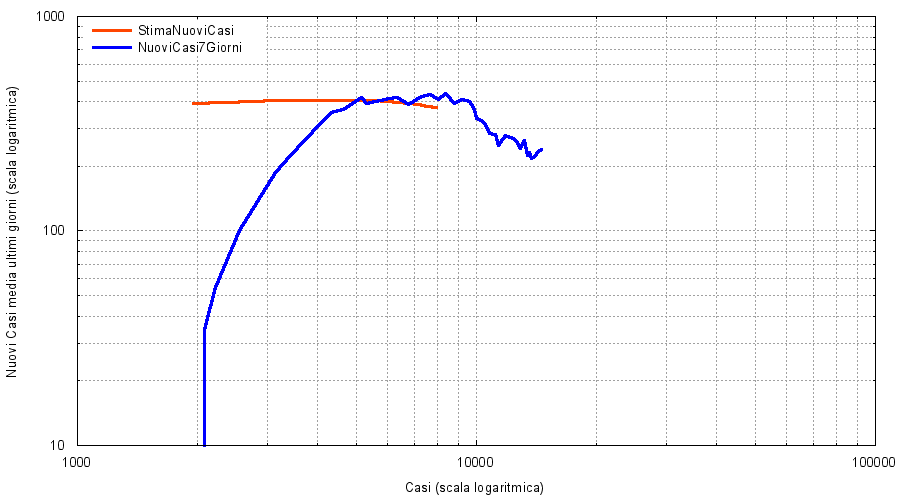 1000
StimaNuoviCasi
NuoviCasi7Giorni
100
10
Nuovi Casi media ultimi giorni (scala logaritmica)
1000
10000
100000
Casi (scala logaritmica)